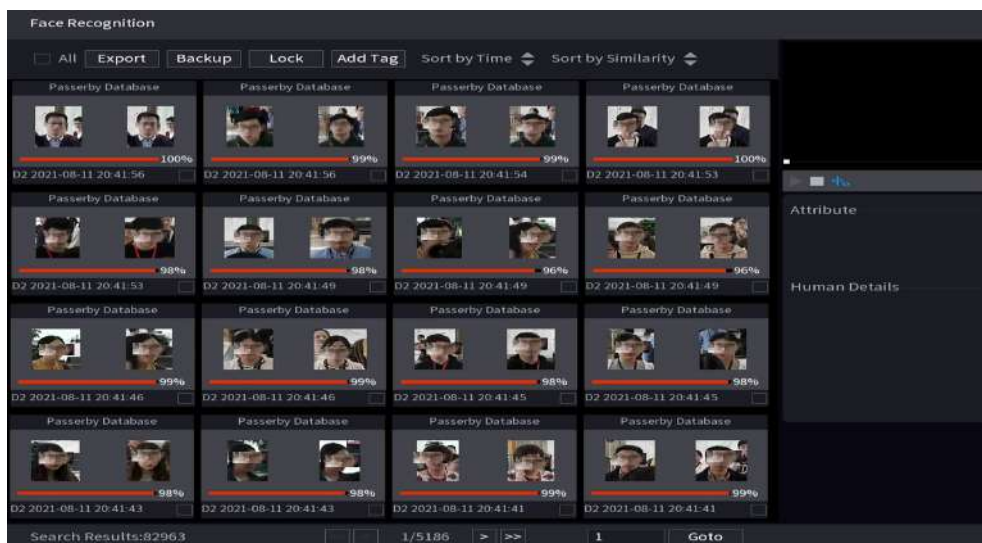 Face Recognition
All Export Backup Lock Add Tag Sort by Time Sort by Similarity
Passerby Database Passerby Database Passerby Database Passerby Database
100% 99% 99% 100%
D2 2021-08-11 20:41:56 D2 2021-08-11 20:41:56 D2 2021-08-11 20:41:54 D2 2021-08-11 20:41:53
Passerby Database Passerby Database Passerby Database Passerby Database
Attribute
98% 98% 96% 96%
D2 2021-08-11 20:41:53 D2 2021-08-11 20:41:49 D2 2021-08-11 20:41:49 D2 2021-08-11 20:41:49
Human Details
Passerby Database Passerby Database Passerby Database Passerby Database
99% 99% 98% 98%
D2 2021-08-11 20:41:46 D2 2021-08-11 20:41:46 D2 2021-08-11 20:41:45 D2 2021-08-11 20:41:45
Passerby Database Passerby Database Passerby Database Passerby Database
98% 98% 99% 99%
D2 2021-08-11 20:41:43 D2 2021-08-11 20:41:43 D2 2021-08-11 20:41:41 D2 2021-08-11 20:41:41
Search Results:82963 1/5186 > >> 1 Goto